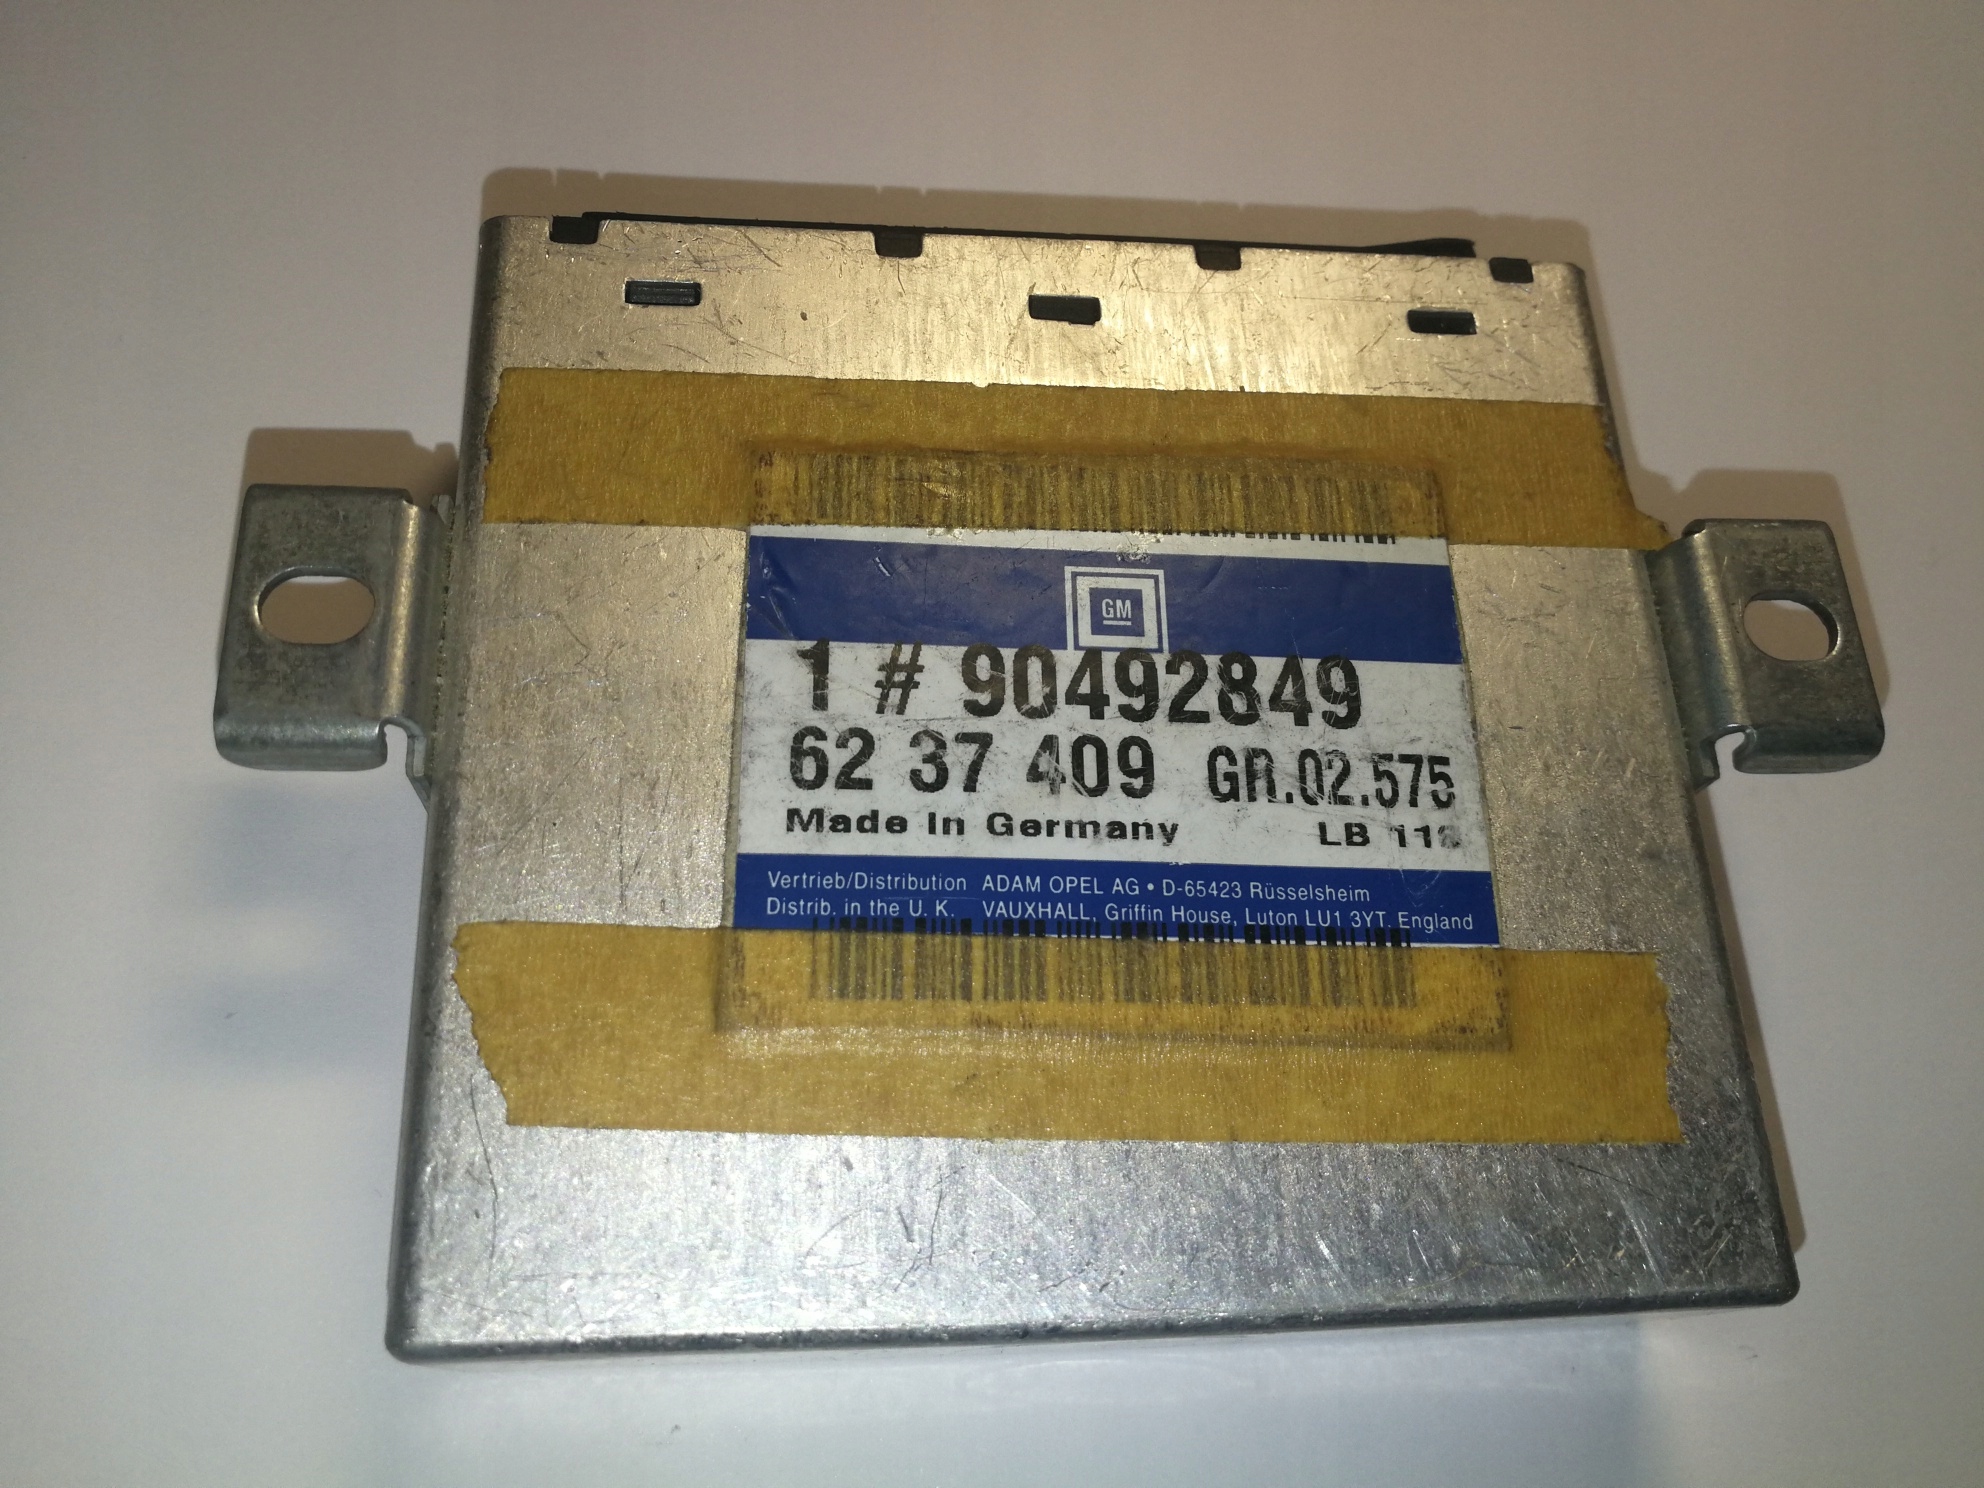 GM
1 # 90492849
62 37 409 GR.02.575
Made In Germany LB
Vertrieb/Distribution ADAM OPEL AG • D-65423 Rüsselsheim
Distrib. in the U. K. VAUXHALL, Griffin House, Luton LU1 3YT, England